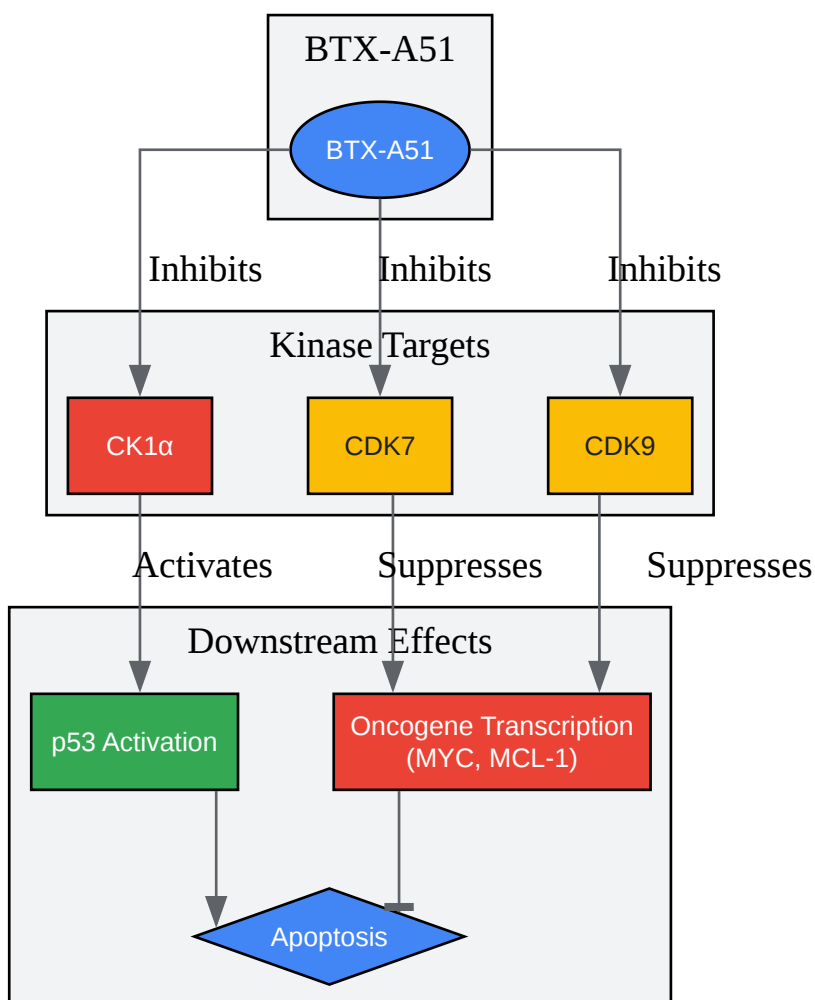 BTX-A51
BTX-A51
Inhibits
Inhibits
Inhibits
Kinase Targets
CK1α
CDK7
CDK9
Activates
Suppresses
Suppresses
Downstream Effects
p53 Activation
Oncogene Transcription
(MYC, MCL-1)
Apoptosis